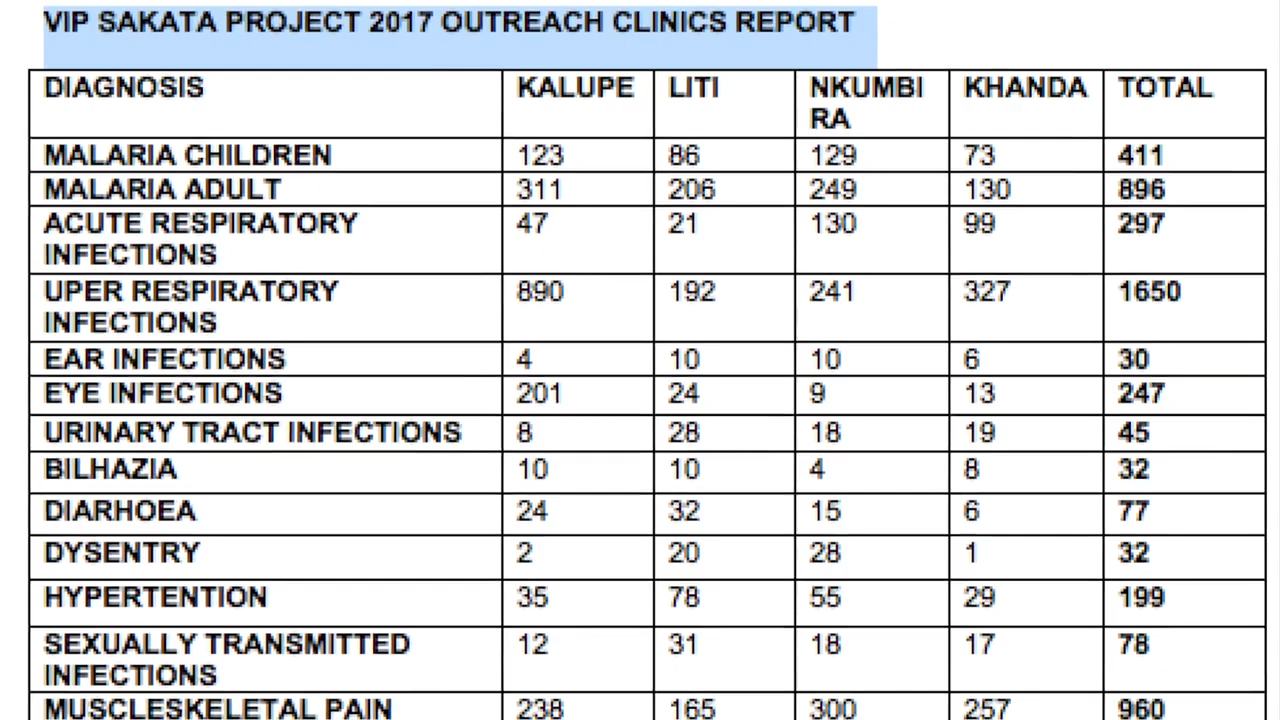 VIP SAKATA PROJECT 2017 OUTREACH CLINICS REPORT
DIAGNOSIS KALUPE LITI NKUMBI KHANDA TOTAL
RA
MALARIA CHILDREN 123 86 129 73 411
MALARIA ADULT 311 206 249 130 896
ACUTE RESPIRATORY 47 21 130 99 297
INFECTIONS
UPER RESPIRATORY 890 192 241 327 1650
INFECTIONS
EAR INFECTIONS 4 10 10 6 30
EYE INFECTIONS 201 24 9 13 247
URINARY TRACT INFECTIONS 8 28 18 19 45
BILHAZIA 10 10 4 8 32
DIARHOEA 24 32 15 6 77
DYSENTRY 2 20 28 1 32
HYPERTENTION 35 78 55 29 199
SEXUALLY TRANSMITTED 12 31 18 17 78
INFECTIONS
MUSCLESKELETAL PAIN 238 165 300 257 960